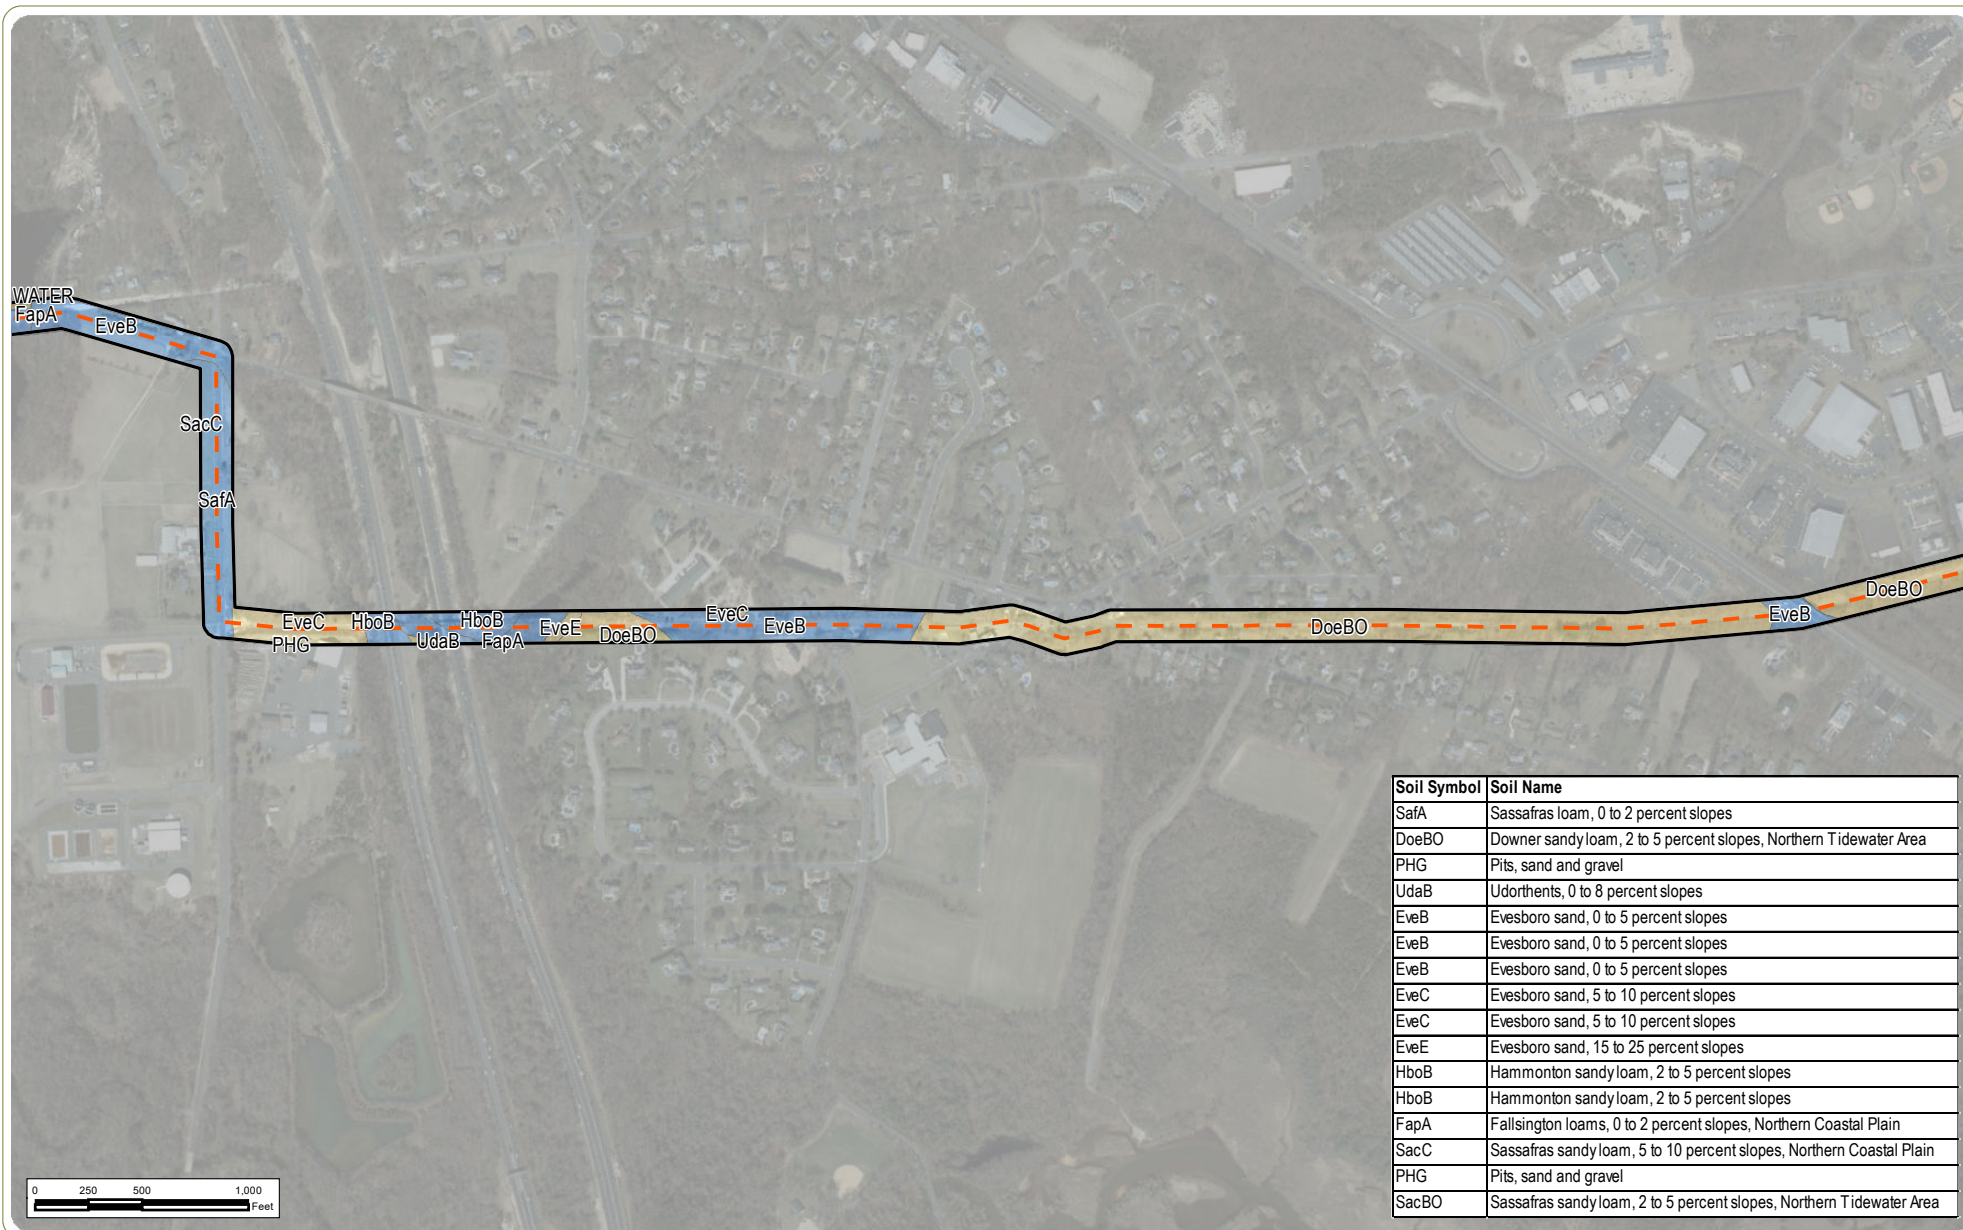 WATER
FapA
EveB
SacC
SafA
EveC
HboB
HboB
EveE
EveC
EveB
DoeBO
PHG
UdaB
FapA
DoeBO
EveB
DoeBO
Soil Symbol Soil Name
SafA Sassafras loam, 0 to 2 percent slopes
DoeBO Downer sandy loam, 2 to 5 percent slopes, Northern Tidewater Area
PHG Pits, sand and gravel
UdaB Udorthents, 0 to 8 percent slopes
EveB Evesboro sand, 0 to 5 percent slopes
EveB Evesboro sand, 0 to 5 percent slopes
EveB Evesboro sand, 0 to 5 percent slopes
EveC Evesboro sand, 5 to 10 percent slopes
EveC Evesboro sand, 5 to 10 percent slopes
EveE Evesboro sand, 15 to 25 percent slopes
HboB Hammonton sandy loam, 2 to 5 percent slopes
HboB Hammonton sandy loam, 2 to 5 percent slopes
FapA Fallsington loams, 0 to 2 percent slopes, Northern Coastal Plain
SacC Sassafras sandy loam, 5 to 10 percent slopes, Northern Coastal Plain
PHG Pits, sand and gravel
SacBO Sassafras sandy loam, 2 to 5 percent slopes, Northern Tidewater Area
0 250 500 1,000
Feet